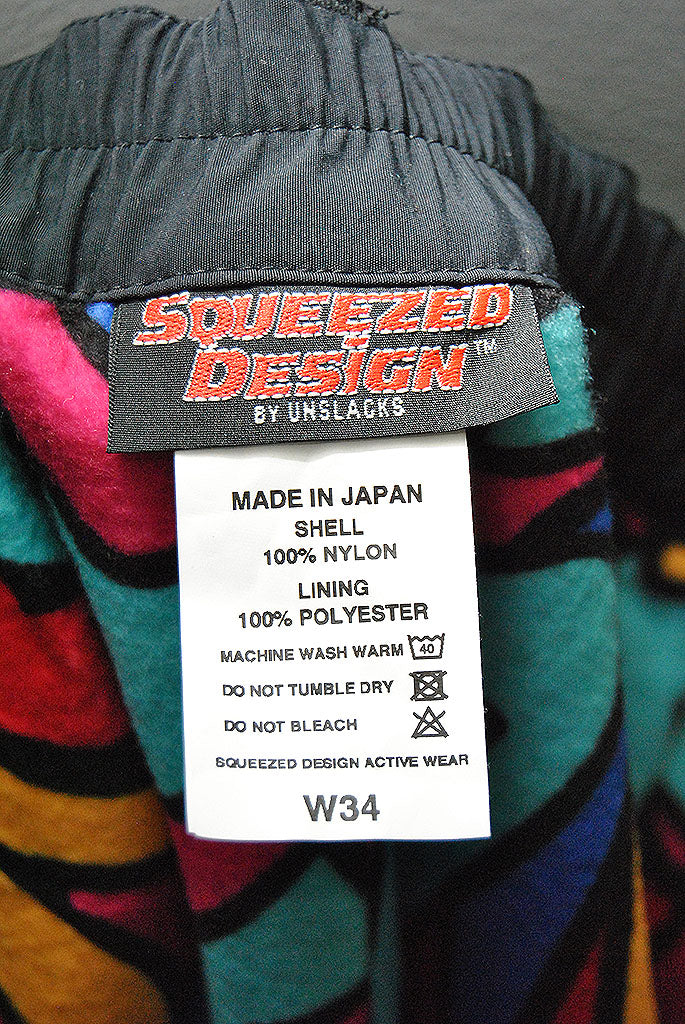 SQUEEZED
DESIGN™
BY UNSLACKS
MADE IN JAPAN
SHELL
100% NYLON
LINING
100% POLYESTER
MACHINE WASH WARM 40
DO NOT TUMBLE DRY
DO NOT BLEACH
SQUEEZED DESIGN ACTIVE WEAR
W34